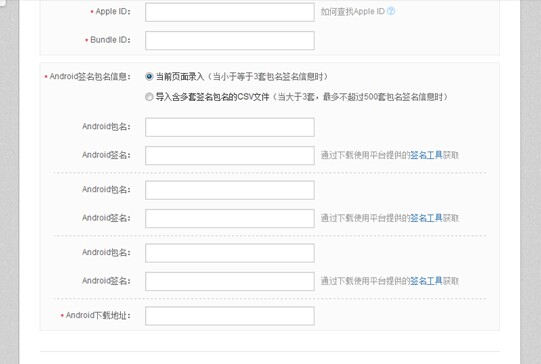 * Apple ID: 如何查找Apple ID ?
* Bundle ID:
* Android签名包名信息: 当前页面录入（当小于等于3套包名签名信息时）
导入含多套签名包名的CSV文件（当大于3套，最多不超过500套包名签名信息时）
Android包名:
Android签名: 通过下载使用平台提供的签名工具获取
Android包名:
Android签名: 通过下载使用平台提供的签名工具获取
Android包名:
Android签名: 通过下载使用平台提供的签名工具获取
* Android下载地址: